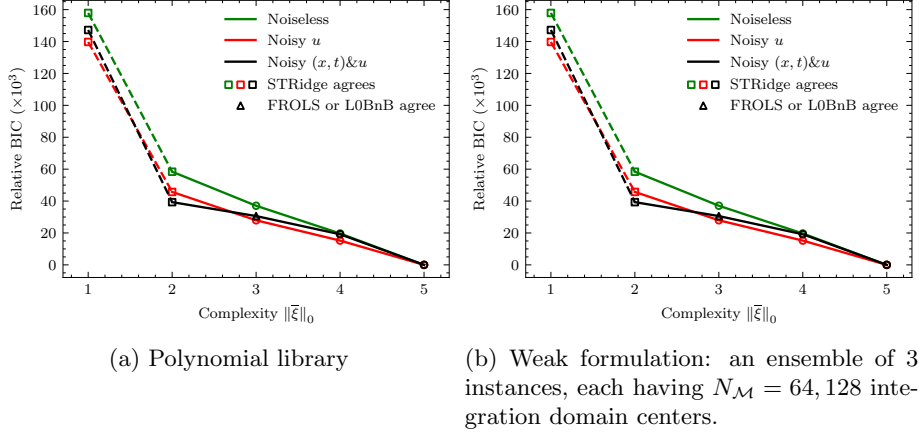 160
140
120
100
80
60
40
20
0
Relative BIC (×10³)
1 2 3 4 5
Complexity ‖ξ̅‖₀
Noiseless
Noisy u
Noisy (x, t)&u
STRidge agrees
FROLS or L0BnB agree
(a) Polynomial library
160
140
120
100
80
60
40
20
0
Relative BIC (×10³)
1 2 3 4 5
Complexity ‖ξ̅‖₀
Noiseless
Noisy u
Noisy (x, t)&u
STRidge agrees
FROLS or L0BnB agree
(b) Weak formulation: an ensemble of 3
instances, each having N_ℳ = 64, 128 inte-
gration domain centers.